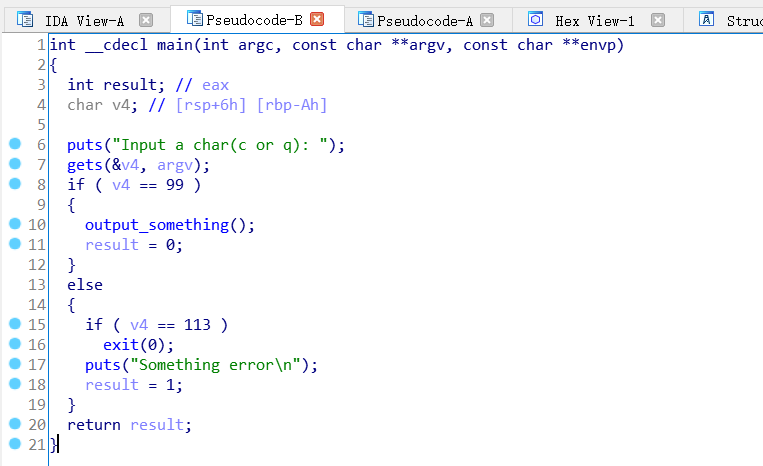 IDA View-A Pseudocode-B Pseudocode-A Hex View-1 Struc
1 int __cdecl main(int argc, const char **argv, const char **envp)
2 {
3   int result; // eax
4   char v4; // [rsp+6h] [rbp-Ah]
5
6   puts("Input a char(c or q): ");
7   gets(&v4, argv);
8   if ( v4 == 99 )
9   {
10     output_something();
11     result = 0;
12   }
13   else
14   {
15     if ( v4 == 113 )
16       exit(0);
17     puts("Something error\n");
18     result = 1;
19   }
20   return result;
21 }